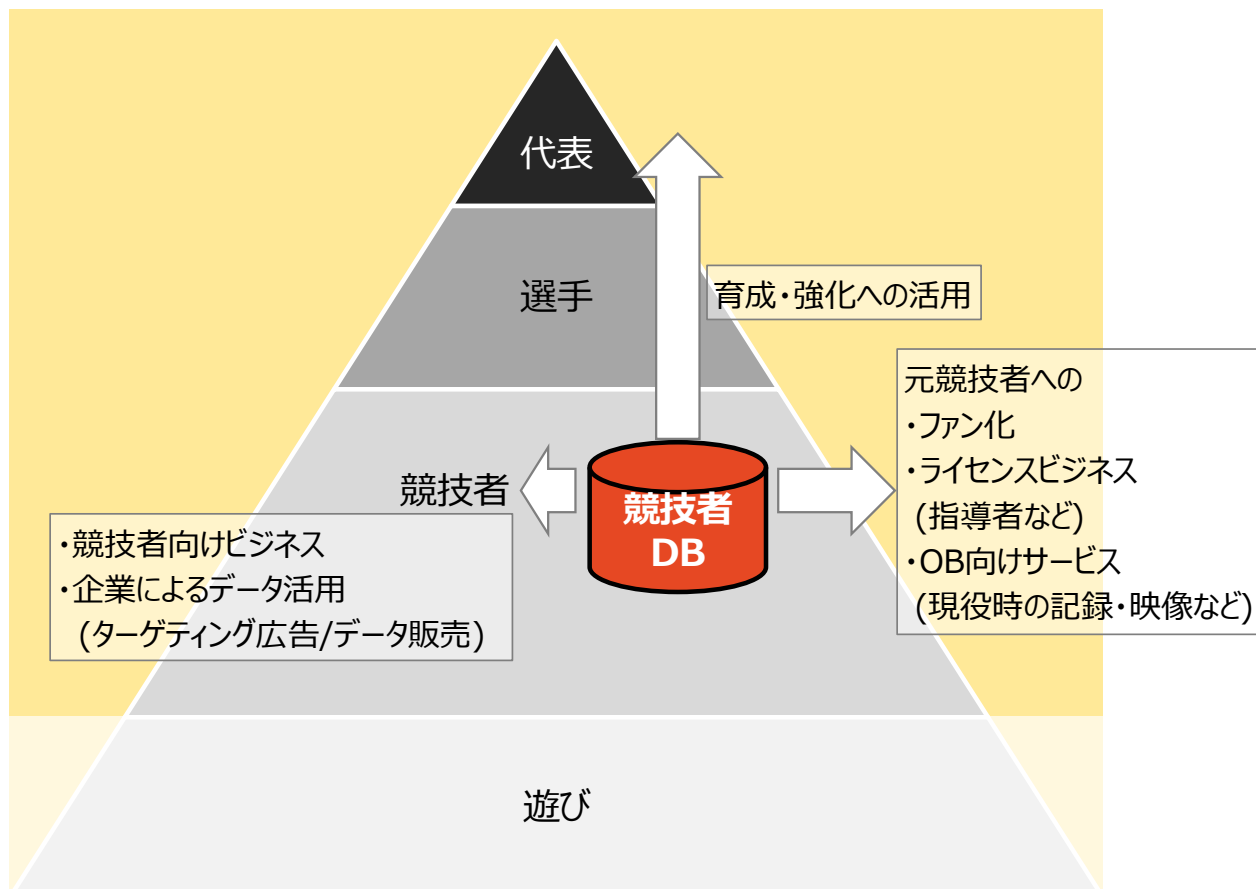 代表
選手
育成・強化への活用
元競技者への
・ファン化
・ライセンスビジネス
(指導者など)
・OB向けサービス
(現役時の記録・映像など)
競技者
競技者
DB
・競技者向けビジネス
・企業によるデータ活用
(ターゲティング広告/データ販売)
遊び